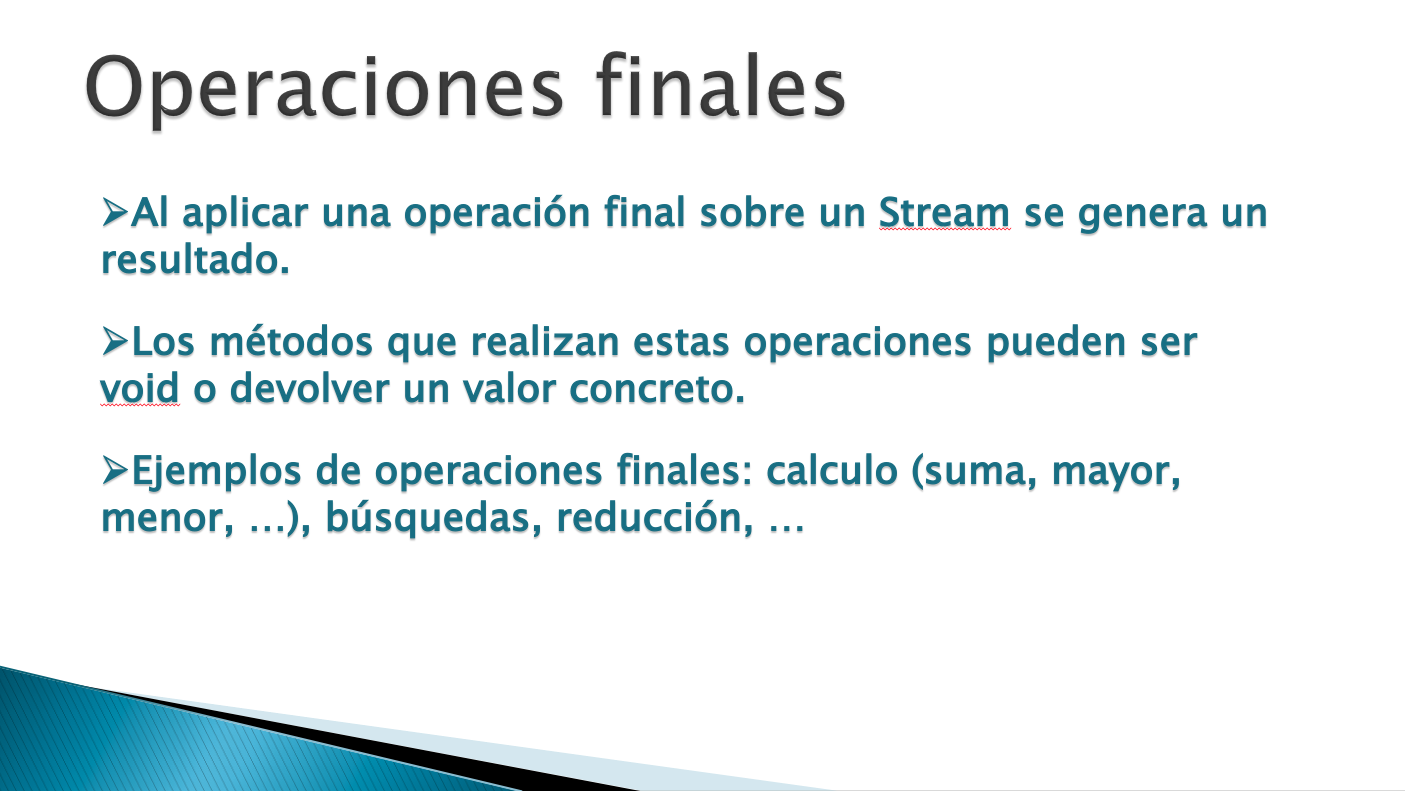 Operaciones finales
➢Al aplicar una operación final sobre un Stream se genera un
resultado.
➢Los métodos que realizan estas operaciones pueden ser
void o devolver un valor concreto.
➢Ejemplos de operaciones finales: calculo (suma, mayor,
menor, …), búsquedas, reducción, …